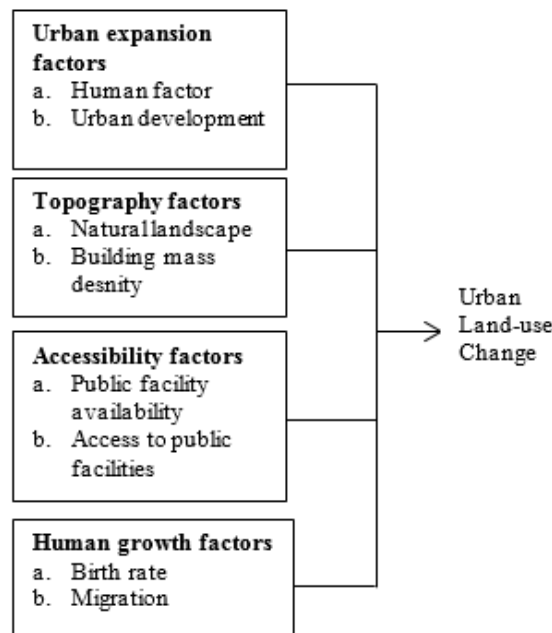 Urban expansion
factors
a. Human factor
b. Urban development
Topography factors
a. Natural landscape
b. Building mass
desnity
Accessibility factors
a. Public facility
availability
b. Access to public
facilities
Human growth factors
a. Birth rate
b. Migration
Urban
Land-use
Change